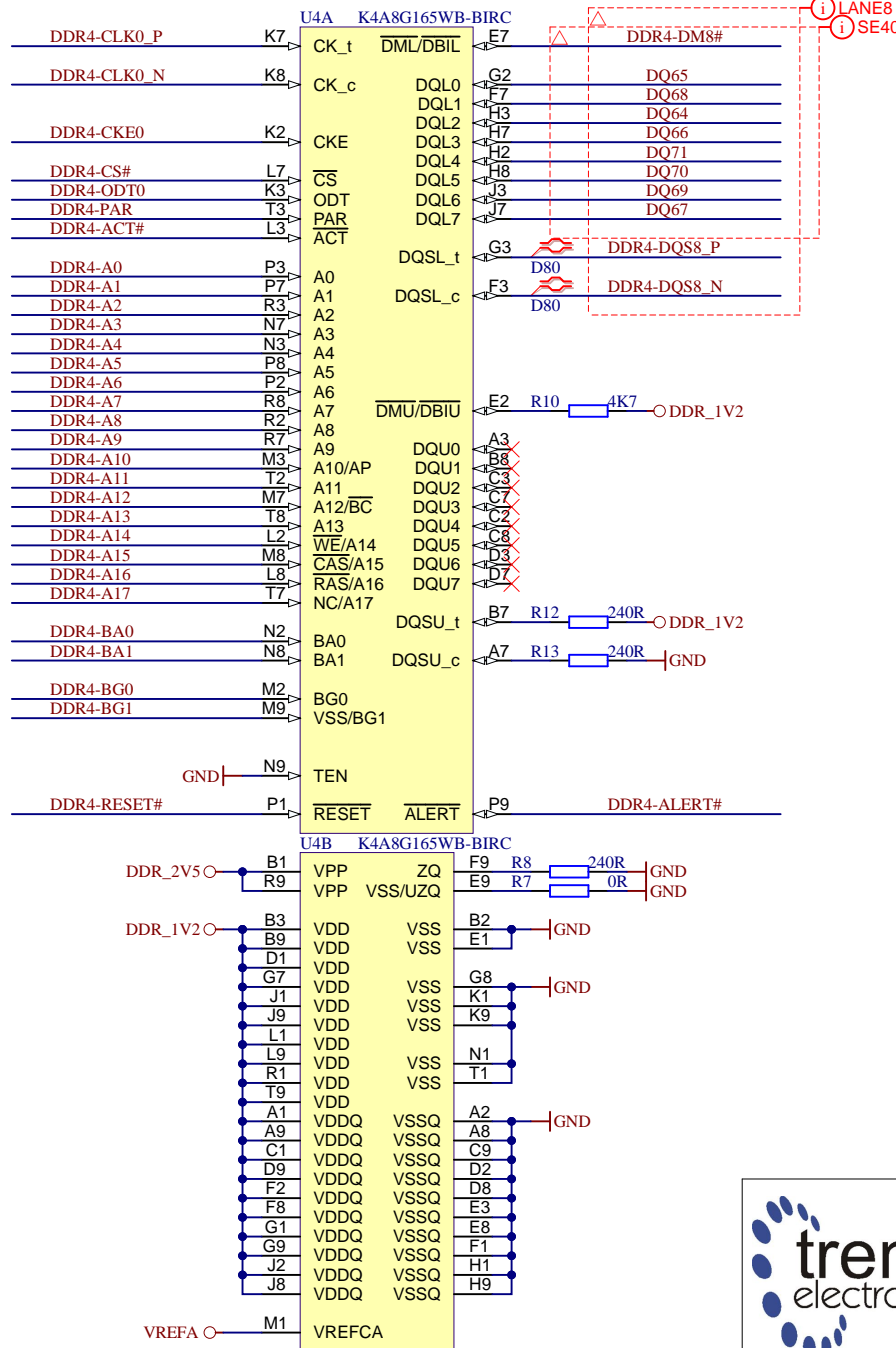 U4A K4A8G165WB-BIRC
LANE8
SE40
DDR4-CLK0_P K7 CK_t DML/DBIL E7 DDR4-DM8#
DDR4-CLK0_N K8 CK_c DQL0 G2 DQ65
DQL1 F7 DQ68
DQL2 H3 DQ64
DDR4-CKE0 K2 CKE DQL3 H7 DQ66
DQL4 H2 DQ71
DDR4-CS# L7 CS DQL5 H8 DQ70
DDR4-ODT0 K3 ODT DQL6 J3 DQ69
DDR4-PAR T3 PAR DQL7 J7 DQ67
DDR4-ACT# L3 ACT
DQSL_t G3 DDR4-DQS8_P
D80
DDR4-A0 P3 A0
DDR4-A1 P7 A1 DQSL_c F3 DDR4-DQS8_N
D80
DDR4-A2 R3 A2
DDR4-A3 N7 A3
DDR4-A4 N3 A4
DDR4-A5 P8 A5
DDR4-A6 P2 A6
DDR4-A7 R8 A7 DMU/DBIU E2 R10 4K7 DDR_1V2
DDR4-A8 R2 A8
DDR4-A9 R7 A9 DQU0 A3
DDR4-A10 M3 A10/AP DQU1 B8
DDR4-A11 T2 A11 DQU2 C3
DDR4-A12 M7 A12/BC DQU3 C7
DDR4-A13 T8 A13 DQU4 C2
DDR4-A14 L2 WE/A14 DQU5 C8
DDR4-A15 M8 CAS/A15 DQU6 D3
DDR4-A16 L8 RAS/A16 DQU7 D7
DDR4-A17 T7 NC/A17
DQSU_t B7 R12 240R DDR_1V2
DDR4-BA0 N2 BA0
DDR4-BA1 N8 BA1 DQSU_c A7 R13 240R GND
DDR4-BG0 M2 BG0
DDR4-BG1 M9 VSS/BG1
GND N9 TEN
DDR4-RESET# P1 RESET ALERT P9 DDR4-ALERT#
U4B K4A8G165WB-BIRC
DDR_2V5 B1 VPP ZQ F9 R8 240R GND
R9 VPP VSS/UZQ E9 R7 0R GND
DDR_1V2 B3 VDD VSS B2 GND
B9 VDD VSS E1
D1 VDD
G7 VDD VSS G8 GND
J1 VDD VSS K1
J9 VDD VSS K9
L1 VDD
L9 VDD VSS N1
R1 VDD VSS T1
T9 VDD
A1 VDDQ VSSQ A2 GND
A9 VDDQ VSSQ A8
C1 VDDQ VSSQ C9
D9 VDDQ VSSQ D2
F2 VDDQ VSSQ D8
F8 VDDQ VSSQ E3
G1 VDDQ VSSQ E8
G9 VDDQ VSSQ F1
J2 VDDQ VSSQ H1
J8 VDDQ VSSQ H9
VREFA M1 VREFCA
tren
electro